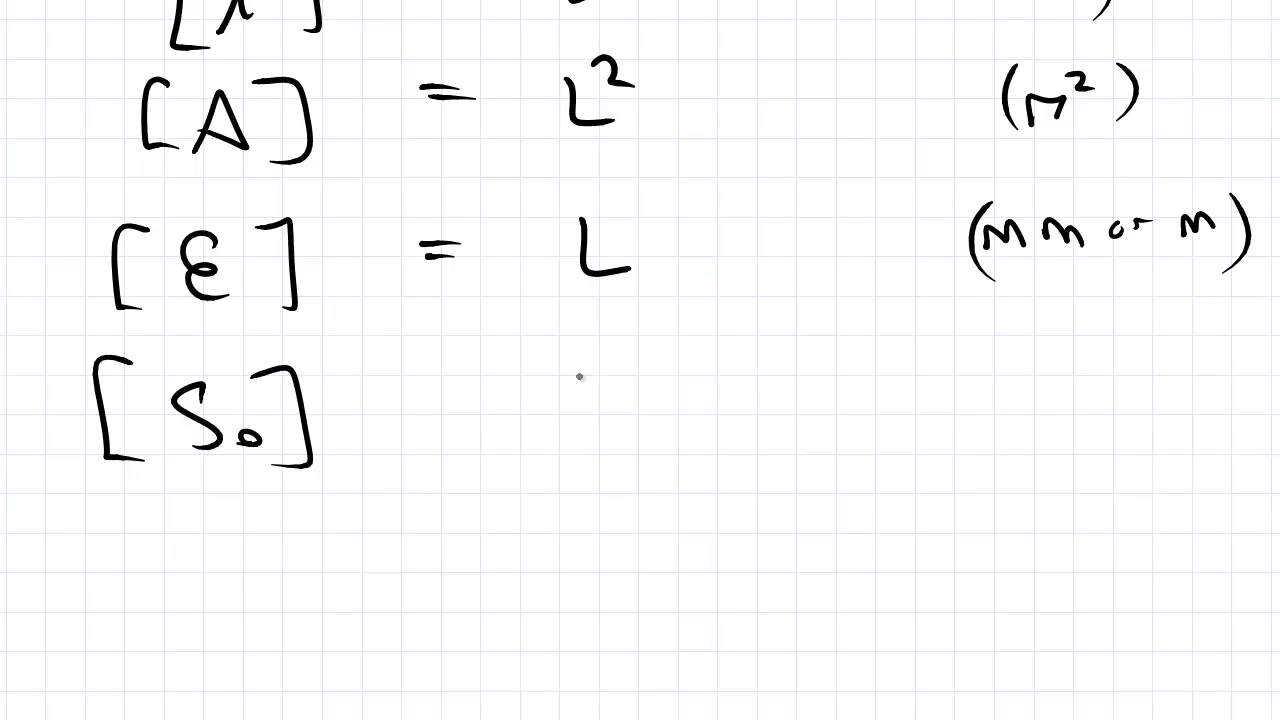 [A] = L² (m²)
[ε] = L (mm or m)
[S₀]